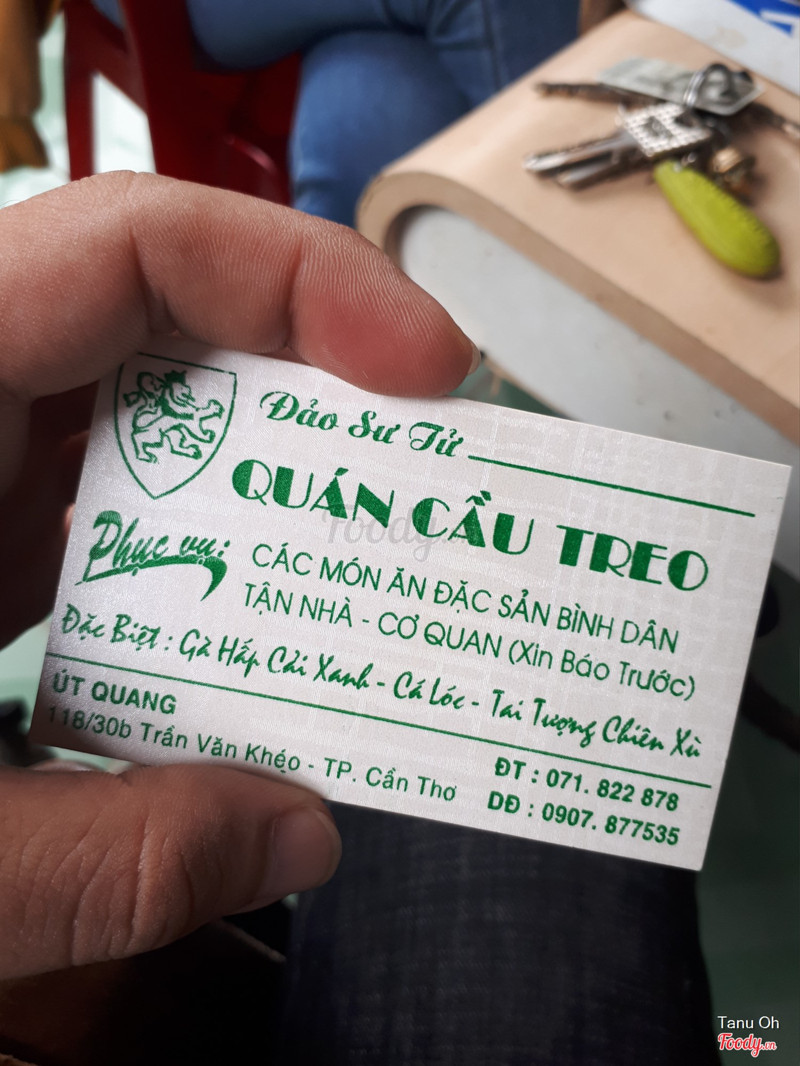 Đảo Sư Tử
QUÁN CẦU TREO
Phục vụ:
CÁC MÓN ĂN ĐẶC SẢN BÌNH DÂN
TẬN NHÀ - CƠ QUAN (Xin Báo Trước)
Đặc Biệt : Gà Hấp Cải Xanh - Cá Lóc - Tai Tượng Chiên Xù
ÚT QUANG
118/30b Trần Văn Khéo - TP. Cần Thơ
ĐT : 071. 822 878
DĐ : 0907. 877535
Foody.vn
Tanu Oh
Foody.vn